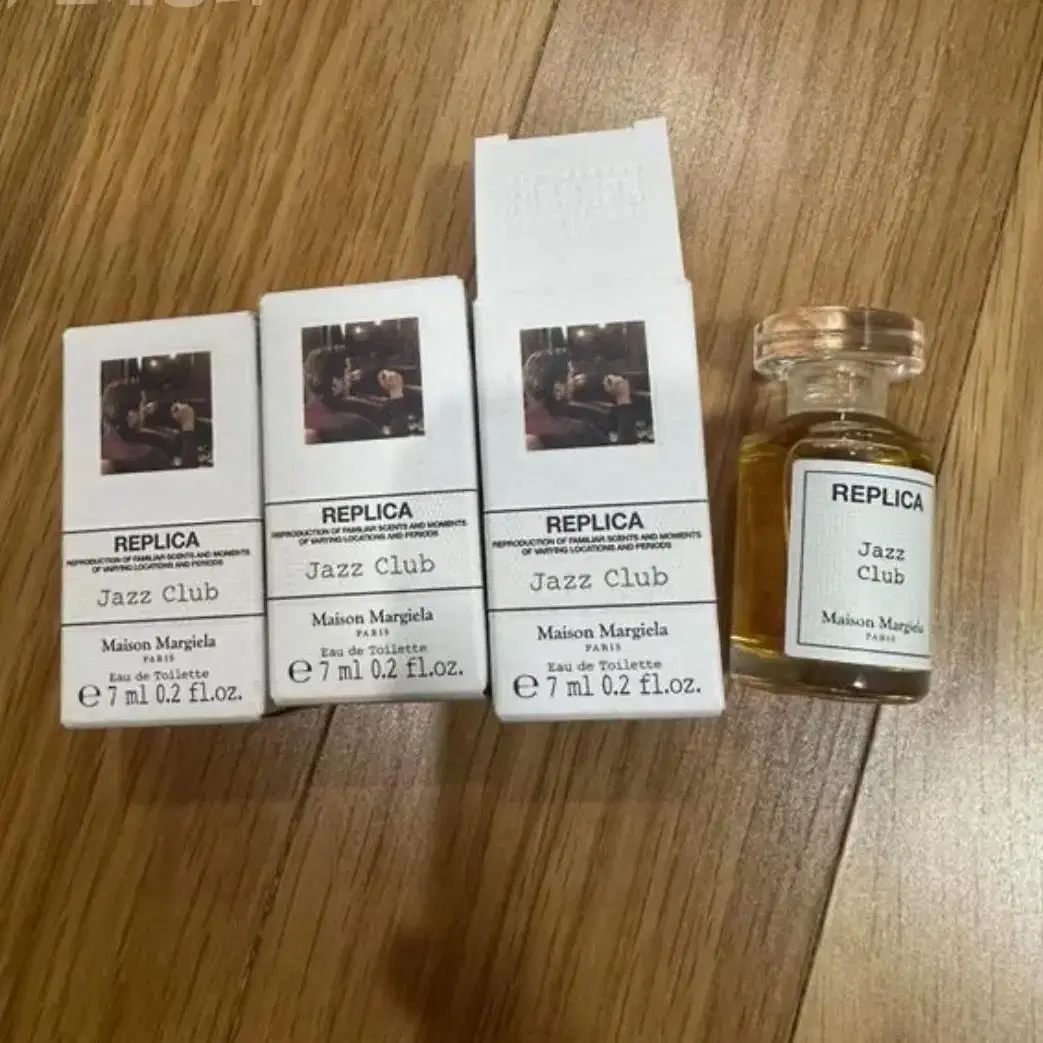 REPLICA
REPRODUCTION OF FAMILIAR SCENTS AND MOMENTS
OF VARYING LOCATIONS AND PERIODS
Jazz Club
Maison Margiela
PARIS
Eau de Toilette
℮ 7 ml 0.2 fl.oz.
REPLICA
REPRODUCTION OF FAMILIAR SCENTS AND MOMENTS
OF VARYING LOCATIONS AND PERIODS
Jazz Club
Maison Margiela
PARIS
Eau de Toilette
℮ 7 ml 0.2 fl.oz.
REPLICA
REPRODUCTION OF FAMILIAR SCENTS AND MOMENTS
OF VARYING LOCATIONS AND PERIODS
Jazz Club
Maison Margiela
PARIS
Eau de Toilette
℮ 7 ml 0.2 fl.oz.
REPLICA
Jazz
Club
Maison Margiela
PARIS